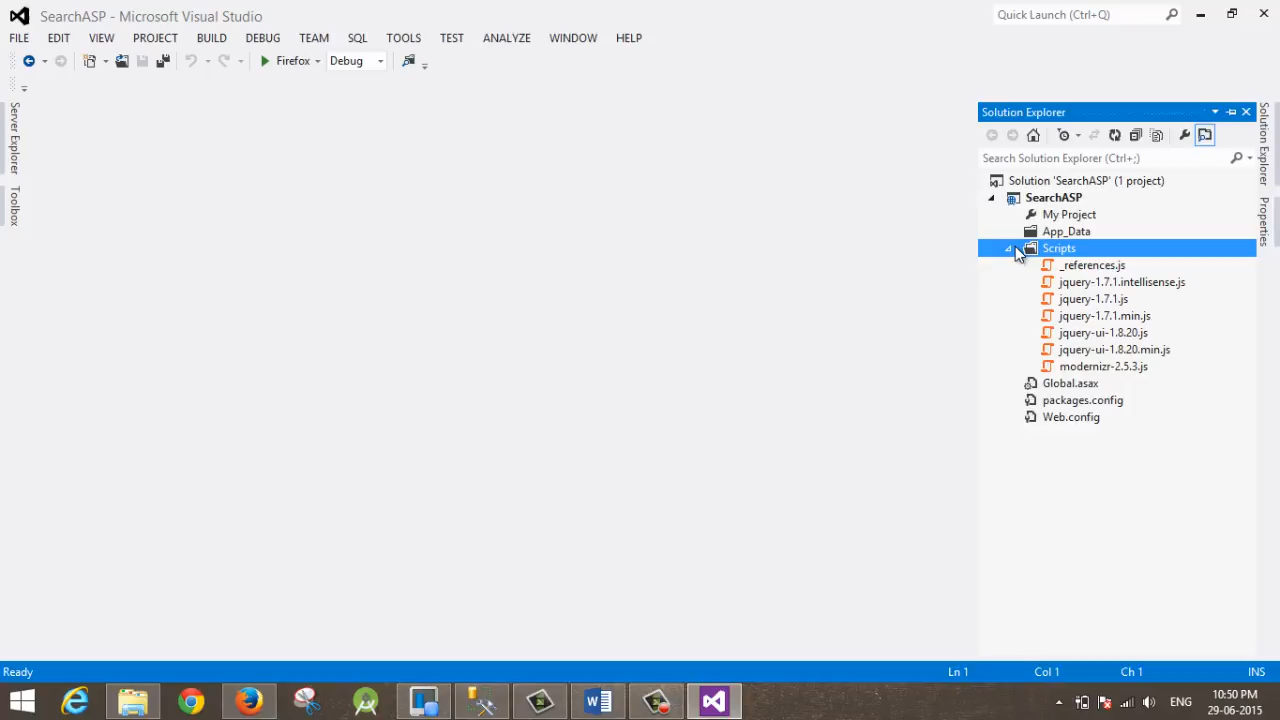 SearchASP - Microsoft Visual Studio
Quick Launch (Ctrl+Q)
FILE EDIT VIEW PROJECT BUILD DEBUG TEAM SQL TOOLS TEST ANALYZE WINDOW HELP
Firefox Debug
Server Explorer
Toolbox
Solution Explorer
Search Solution Explorer (Ctrl+;)
Solution 'SearchASP' (1 project)
SearchASP
My Project
App_Data
Scripts
_references.js
jquery-1.7.1.intellisense.js
jquery-1.7.1.js
jquery-1.7.1.min.js
jquery-ui-1.8.20.js
jquery-ui-1.8.20.min.js
modernizr-2.5.3.js
Global.asax
packages.config
Web.config
Solution Explorer
Properties
Ready Ln 1 Col 1 Ch 1 INS
ENG
10:50 PM
29-06-2015